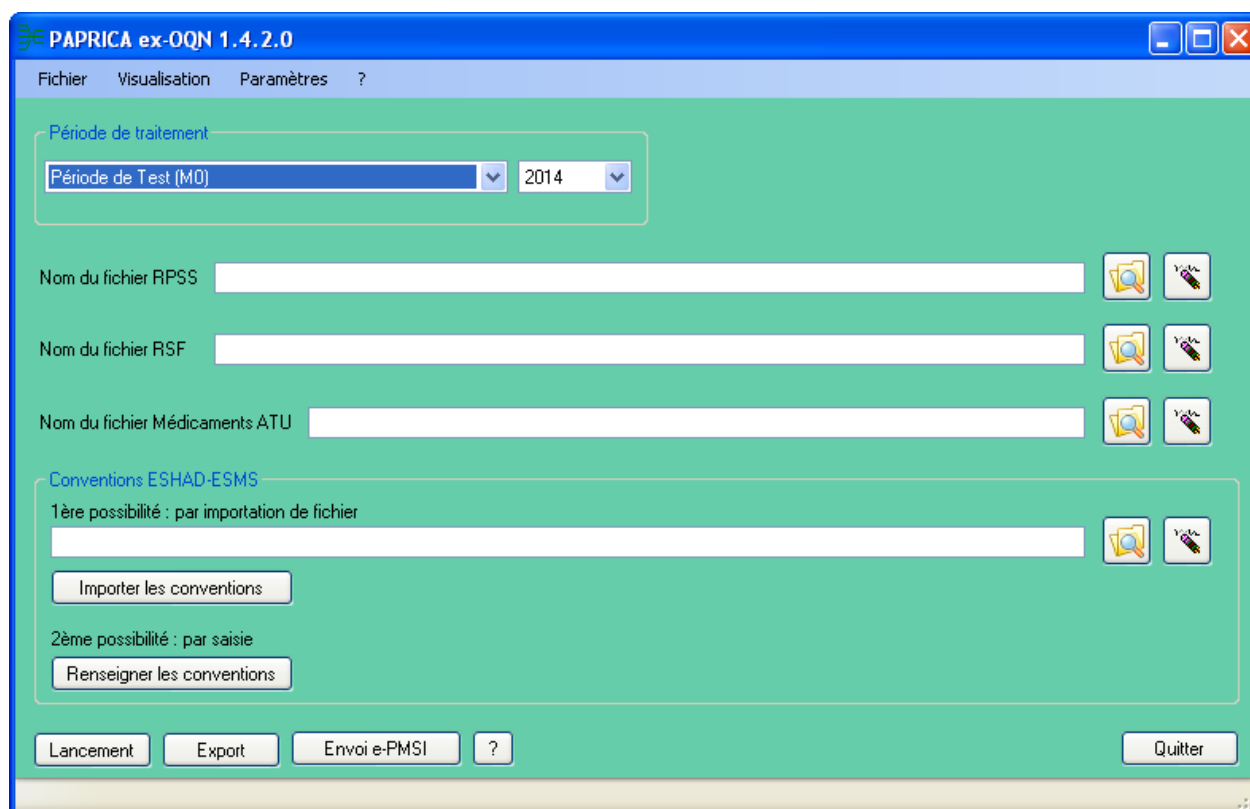 PAPRICA ex-OQN 1.4.2.0
Fichier Visualisation Paramètres ?
Période de traitement
Période de Test (M0) 2014
Nom du fichier RPSS
Nom du fichier RSF
Nom du fichier Médicaments ATU
Conventions ESHAD-ESMS
1ère possibilité : par importation de fichier
Importer les conventions
2ème possibilité : par saisie
Renseigner les conventions
Lancement Export Envoi e-PMSI ? Quitter